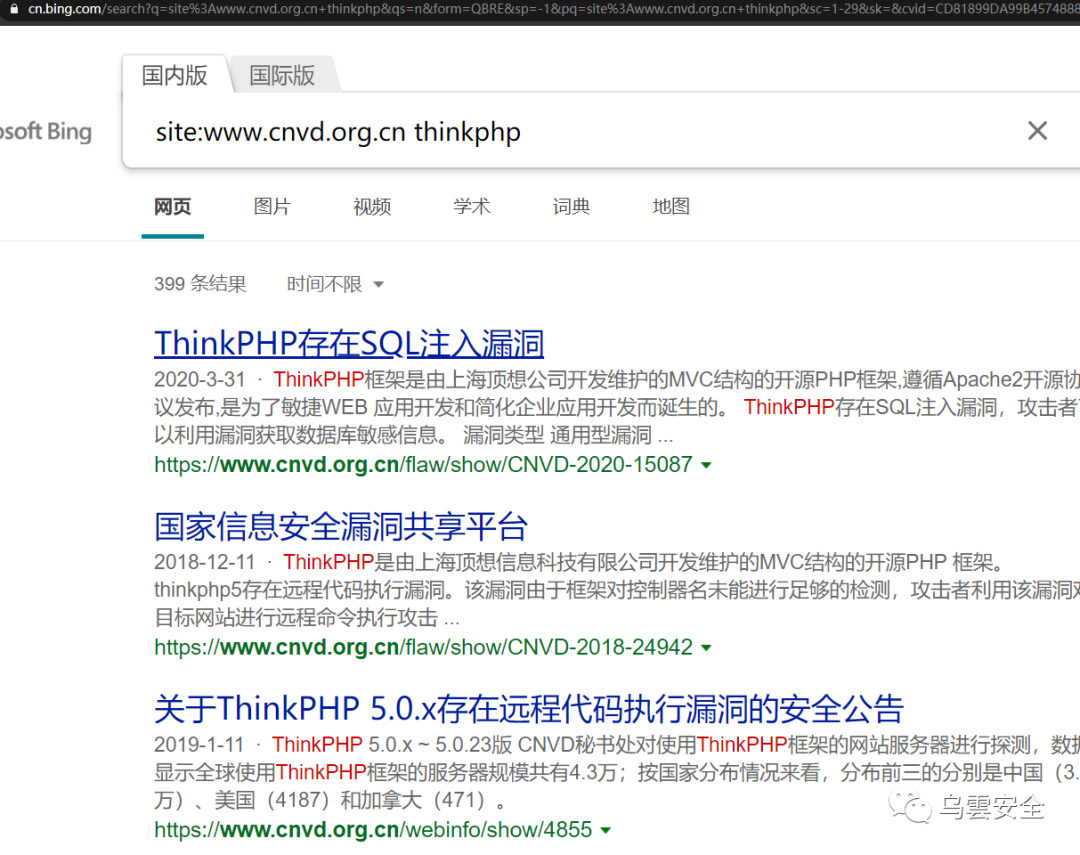 cn.bing.com/search?q=site%3Awww.cnvd.org.cn+thinkphp&qs=n&form=QBRE&sp=-1&pq=site%3Awww.cnvd.org.cn+thinkphp&sc=1-29&sk=&cvid=CD81899DA99B4574888
国内版 国际版
osoft Bing
site:www.cnvd.org.cn thinkphp
网页 图片 视频 学术 词典 地图
399 条结果 时间不限
ThinkPHP存在SQL注入漏洞
2020-3-31 · ThinkPHP框架是由上海顶想公司开发维护的MVC结构的开源PHP框架,遵循Apache2开源协
议发布,是为了敏捷WEB 应用开发和简化企业应用开发而诞生的。 ThinkPHP存在SQL注入漏洞，攻击者
以利用漏洞获取数据库敏感信息。 漏洞类型 通用型漏洞 ...
https://www.cnvd.org.cn/flaw/show/CNVD-2020-15087
国家信息安全漏洞共享平台
2018-12-11 · ThinkPHP是由上海顶想信息科技有限公司开发维护的MVC结构的开源PHP 框架。
thinkphp5存在远程代码执行漏洞。该漏洞由于框架对控制器名未能进行足够的检测，攻击者利用该漏洞对
目标网站进行远程命令执行攻击 ...
https://www.cnvd.org.cn/flaw/show/CNVD-2018-24942
关于ThinkPHP 5.0.x存在远程代码执行漏洞的安全公告
2019-1-11 · ThinkPHP 5.0.x ~ 5.0.23版 CNVD秘书处对使用ThinkPHP框架的网站服务器进行探测，数据
显示全球使用ThinkPHP框架的服务器规模共有4.3万；按国家分布情况来看，分布前三的分别是中国（3.
万）、美国（4187）和加拿大（471）。
https://www.cnvd.org.cn/webinfo/show/4855
乌雲安全